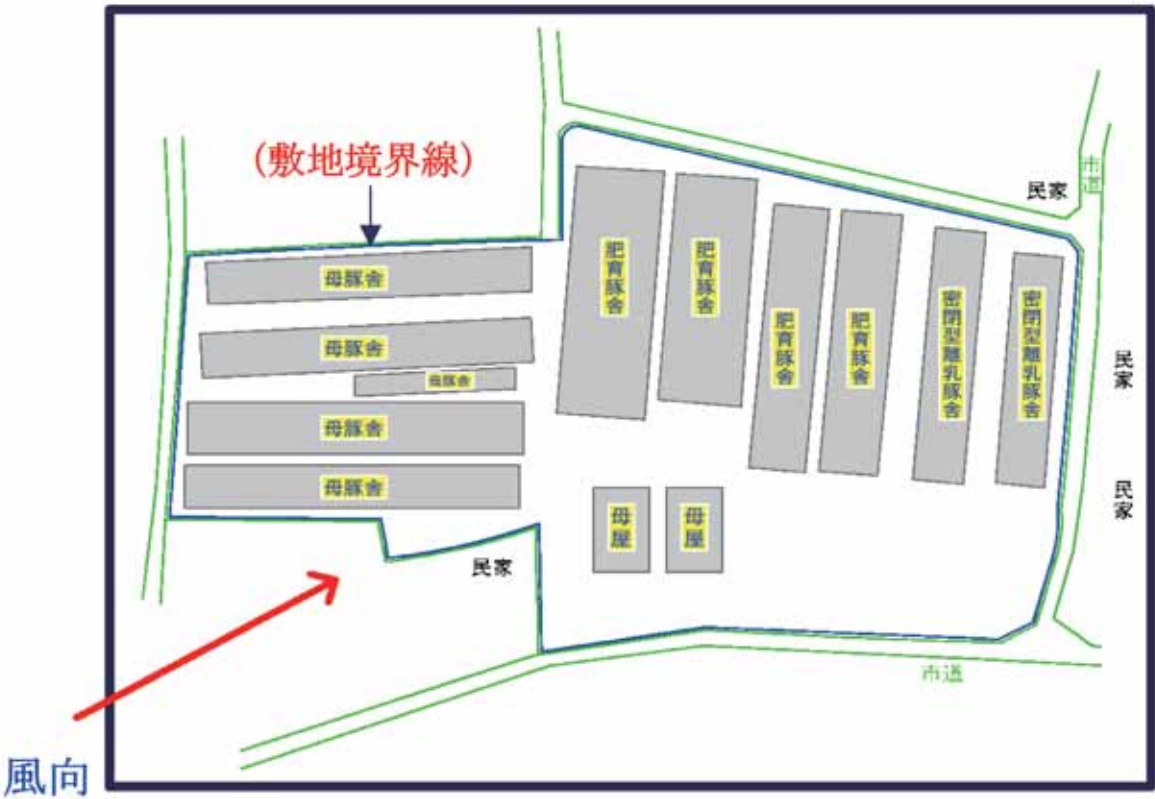 (敷地境界線)
市道
民家
母豚舎
母豚舎
母豚舎
母豚舎
母豚舎
肥育豚舎
肥育豚舎
肥育豚舎
肥育豚舎
密閉型離乳豚舎
密閉型離乳豚舎
民家
民家
母屋
母屋
民家
市道
風向